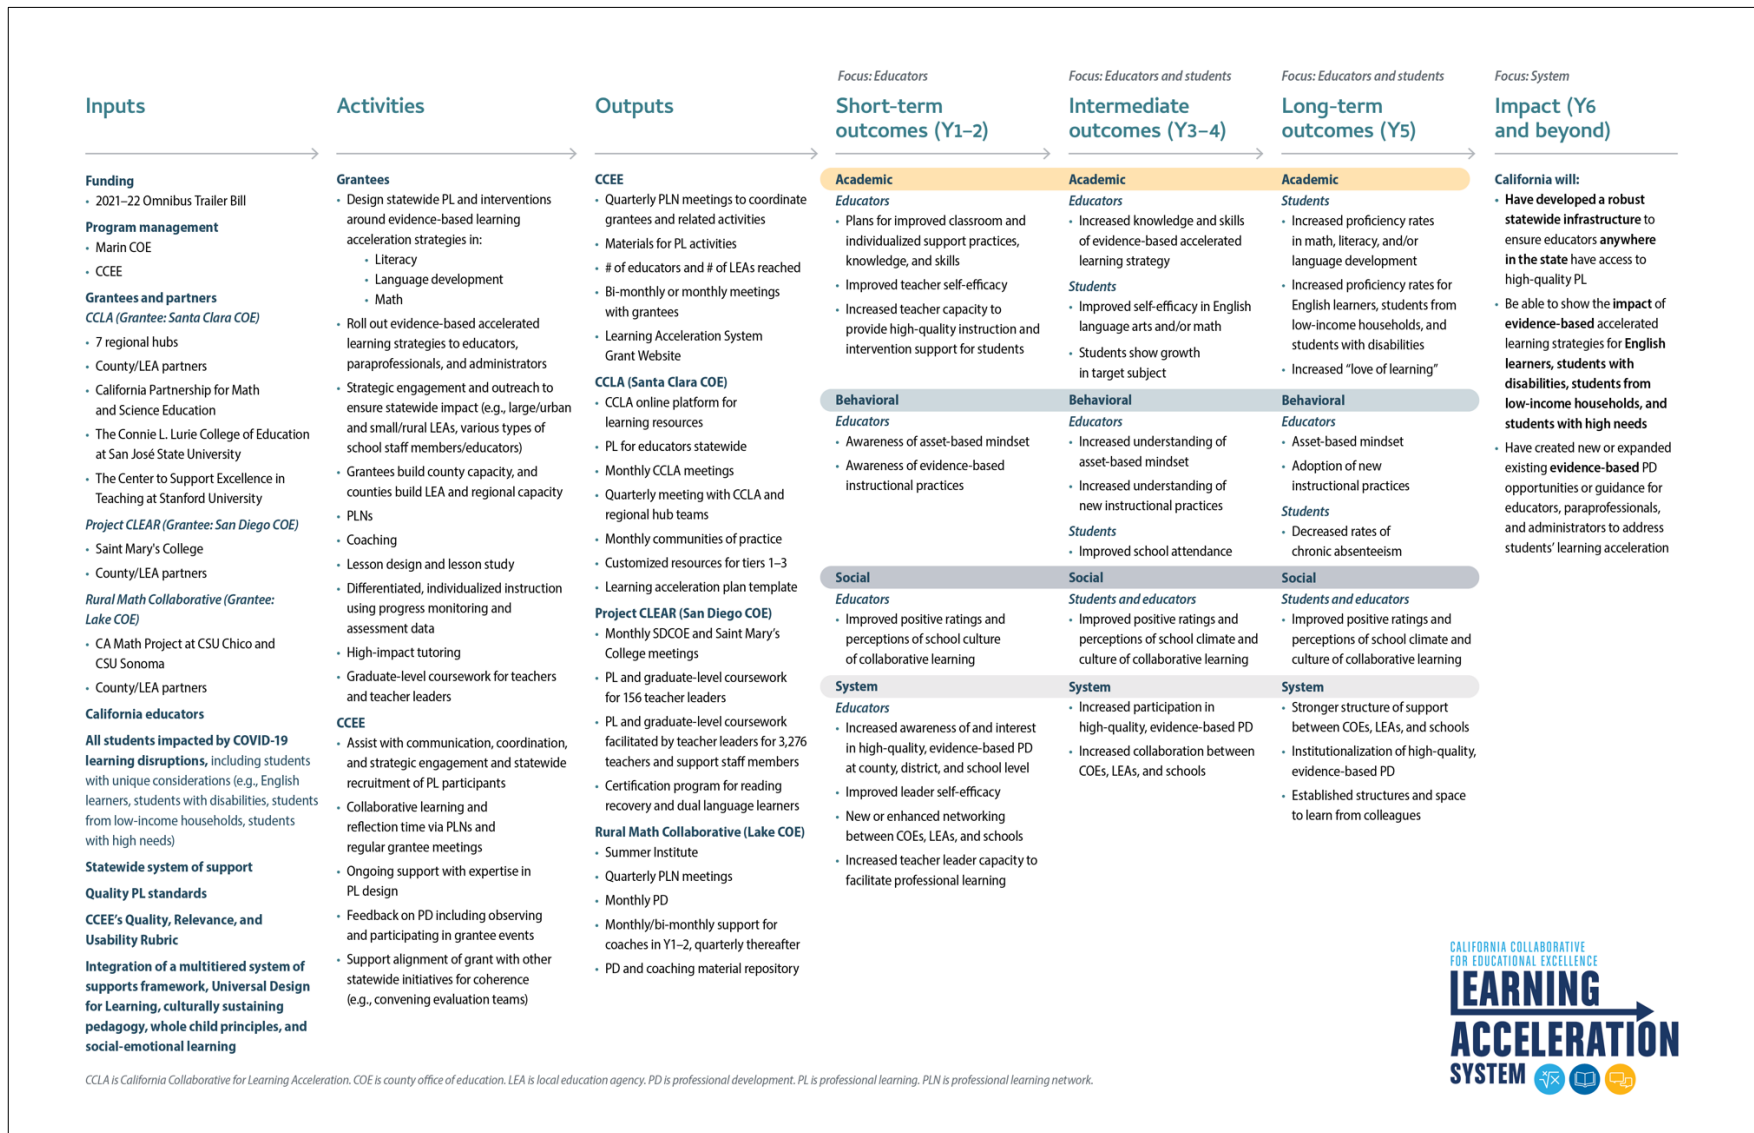 Inputs
Funding
• 2021–22 Omnibus Trailer Bill
Program management
• Marin COE
• CCEE
Grantees and partners
CCLA (Grantee: Santa Clara COE)
• 7 regional hubs
• County/LEA partners
• California Partnership for Math
and Science Education
• The Connie L. Lurie College of Education
at San José State University
• The Center to Support Excellence in
Teaching at Stanford University
Project CLEAR (Grantee: San Diego COE)
• Saint Mary's College
• County/LEA partners
Rural Math Collaborative (Grantee:
Lake COE)
• CA Math Project at CSU Chico and
CSU Sonoma
• County/LEA partners
California educators
All students impacted by COVID-19
learning disruptions, including students
with unique considerations (e.g., English
learners, students with disabilities, students
from low-income households, students
with high needs)
Statewide system of support
Quality PL standards
CCEE's Quality, Relevance, and
Usability Rubric
Integration of a multitiered system of
supports framework, Universal Design
for Learning, culturally sustaining
pedagogy, whole child principles, and
social-emotional learning
Activities
Grantees
• Design statewide PL and interventions
around evidence-based learning
acceleration strategies in:
• Literacy
• Language development
• Math
• Roll out evidence-based accelerated
learning strategies to educators,
paraprofessionals, and administrators
• Strategic engagement and outreach to
ensure statewide impact (e.g., large/urban
and small/rural LEAs, various types of
school staff members/educators)
• Grantees build county capacity, and
counties build LEA and regional capacity
• PLNs
• Coaching
• Lesson design and lesson study
• Differentiated, individualized instruction
using progress monitoring and
assessment data
• High-impact tutoring
• Graduate-level coursework for teachers
and teacher leaders
CCEE
• Assist with communication, coordination,
and strategic engagement and statewide
recruitment of PL participants
• Collaborative learning and
reflection time via PLNs and
regular grantee meetings
• Ongoing support with expertise in
PL design
• Feedback on PD including observing
and participating in grantee events
• Support alignment of grant with other
statewide initiatives for coherence
(e.g., convening evaluation teams)
Outputs
CCEE
• Quarterly PLN meetings to coordinate
grantees and related activities
• Materials for PL activities
• # of educators and # of LEAs reached
• Bi-monthly or monthly meetings
with grantees
• Learning Acceleration System
Grant Website
CCLA (Santa Clara COE)
• CCLA online platform for
learning resources
• PL for educators statewide
• Monthly CCLA meetings
• Quarterly meeting with CCLA and
regional hub teams
• Monthly communities of practice
• Customized resources for tiers 1–3
• Learning acceleration plan template
Project CLEAR (San Diego COE)
• Monthly SDCOE and Saint Mary's
College meetings
• PL and graduate-level coursework
for 156 teacher leaders
• PL and graduate-level coursework
facilitated by teacher leaders for 3,276
teachers and support staff members
• Certification program for reading
recovery and dual language learners
Rural Math Collaborative (Lake COE)
• Summer Institute
• Quarterly PLN meetings
• Monthly PD
• Monthly/bi-monthly support for
coaches in Y1–2, quarterly thereafter
• PD and coaching material repository
Focus: Educators
Short-term
outcomes (Y1–2)
Academic
Educators
• Plans for improved classroom and
individualized support practices,
knowledge, and skills
• Improved teacher self-efficacy
• Increased teacher capacity to
provide high-quality instruction and
intervention support for students
Behavioral
Educators
• Awareness of asset-based mindset
• Awareness of evidence-based
instructional practices
Social
Educators
• Improved positive ratings and
perceptions of school culture
of collaborative learning
System
Educators
• Increased awareness of and interest
in high-quality, evidence-based PD
at county, district, and school level
• Improved leader self-efficacy
• New or enhanced networking
between COEs, LEAs, and schools
• Increased teacher leader capacity to
facilitate professional learning
Focus: Educators and students
Intermediate
outcomes (Y3–4)
Academic
Educators
• Increased knowledge and skills
of evidence-based accelerated
learning strategy
Students
• Improved self-efficacy in English
language arts and/or math
• Students show growth
in target subject
Behavioral
Educators
• Increased understanding of
asset-based mindset
• Increased understanding of
new instructional practices
Students
• Improved school attendance
Social
Students and educators
• Improved positive ratings and
perceptions of school climate and
culture of collaborative learning
System
• Increased participation in
high-quality, evidence-based PD
• Increased collaboration between
COEs, LEAs, and schools
Focus: Educators and students
Long-term
outcomes (Y5)
Academic
Students
• Increased proficiency rates
in math, literacy, and/or
language development
• Increased proficiency rates for
English learners, students from
low-income households, and
students with disabilities
• Increased “love of learning”
Behavioral
Educators
• Asset-based mindset
• Adoption of new
instructional practices
Students
• Decreased rates of
chronic absenteeism
Social
Students and educators
• Improved positive ratings and
perceptions of school climate and
culture of collaborative learning
System
• Stronger structure of support
between COEs, LEAs, and schools
• Institutionalization of high-quality,
evidence-based PD
• Established structures and space
to learn from colleagues
Focus: System
Impact (Y6
and beyond)
California will:
• Have developed a robust
statewide infrastructure to
ensure educators anywhere
in the state have access to
high-quality PL
• Be able to show the impact of
evidence-based accelerated
learning strategies for English
learners, students with
disabilities, students from
low-income households, and
students with high needs
• Have created new or expanded
existing evidence-based PD
opportunities or guidance for
educators, paraprofessionals,
and administrators to address
students' learning acceleration
CALIFORNIA COLLABORATIVE
FOR EDUCATIONAL EXCELLENCE
LEARNING
ACCELERATION
SYSTEM
√x
CCLA is California Collaborative for Learning Acceleration. COE is county office of education. LEA is local education agency. PD is professional development. PL is professional learning. PLN is professional learning network.